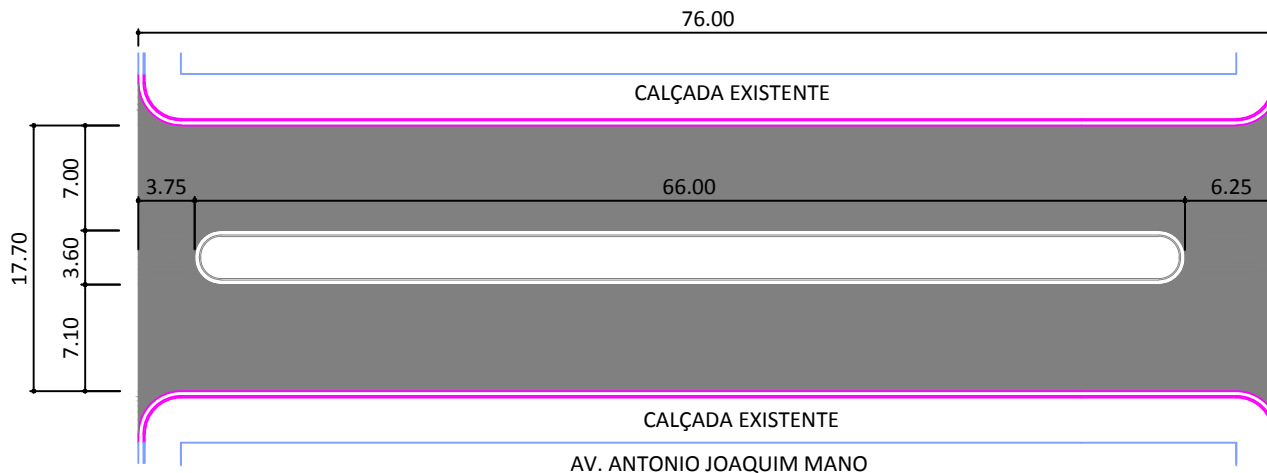 76.00
CALÇADA EXISTENTE
7.00
3.75
66.00
6.25
17.70
3.60
7.10
CALÇADA EXISTENTE
AV. ANTONIO JOAQUIM MANO